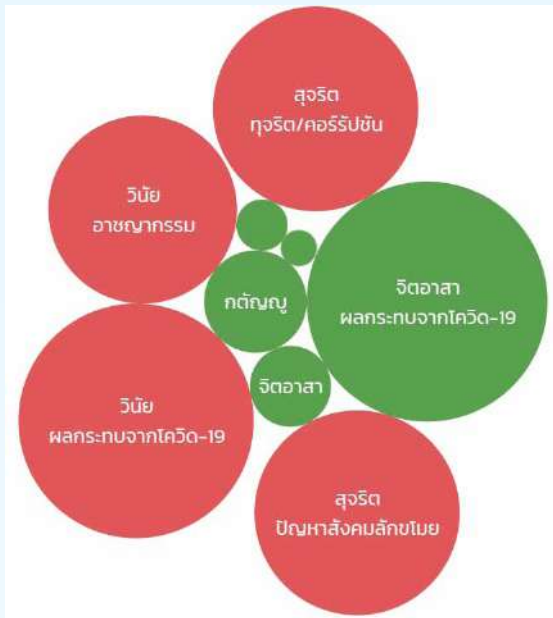 สุจริต
ทุจริต/คอร์รัปชัน
วินัย
อาชญากรรม
จิตอาสา
ผลกระทบจากโควิด-19
กตัญญู
จิตอาสา
วินัย
ผลกระทบจากโควิด-19
สุจริต
ปัญหาสังคมลักขโมย